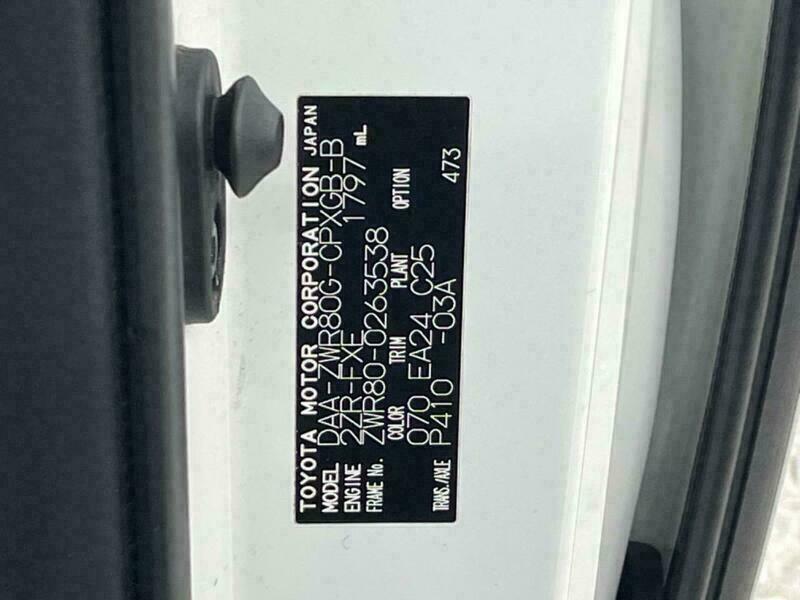 TOYOTA MOTOR CORPORATION JAPAN
MODEL DAA-ZWR80G-CPXGB-B
ENGINE 2ZR-FXE 1797 mL
FRAME No. ZWR80-0263538
COLOR TRIM PLANT OPTION
070 EA24 C25
TRANS./AXLE P410 -03A 473